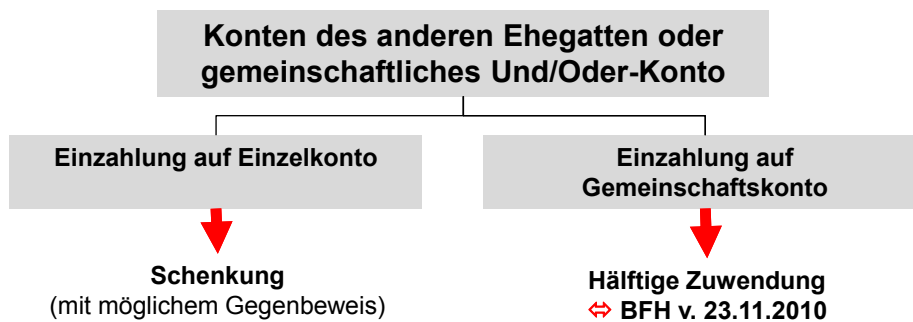 Konten des anderen Ehegatten oder
gemeinschaftliches Und/Oder-Konto
Einzahlung auf Einzelkonto
Einzahlung auf
Gemeinschaftskonto
Schenkung
(mit möglichem Gegenbeweis)
Hälftige Zuwendung
⇔ BFH v. 23.11.2010